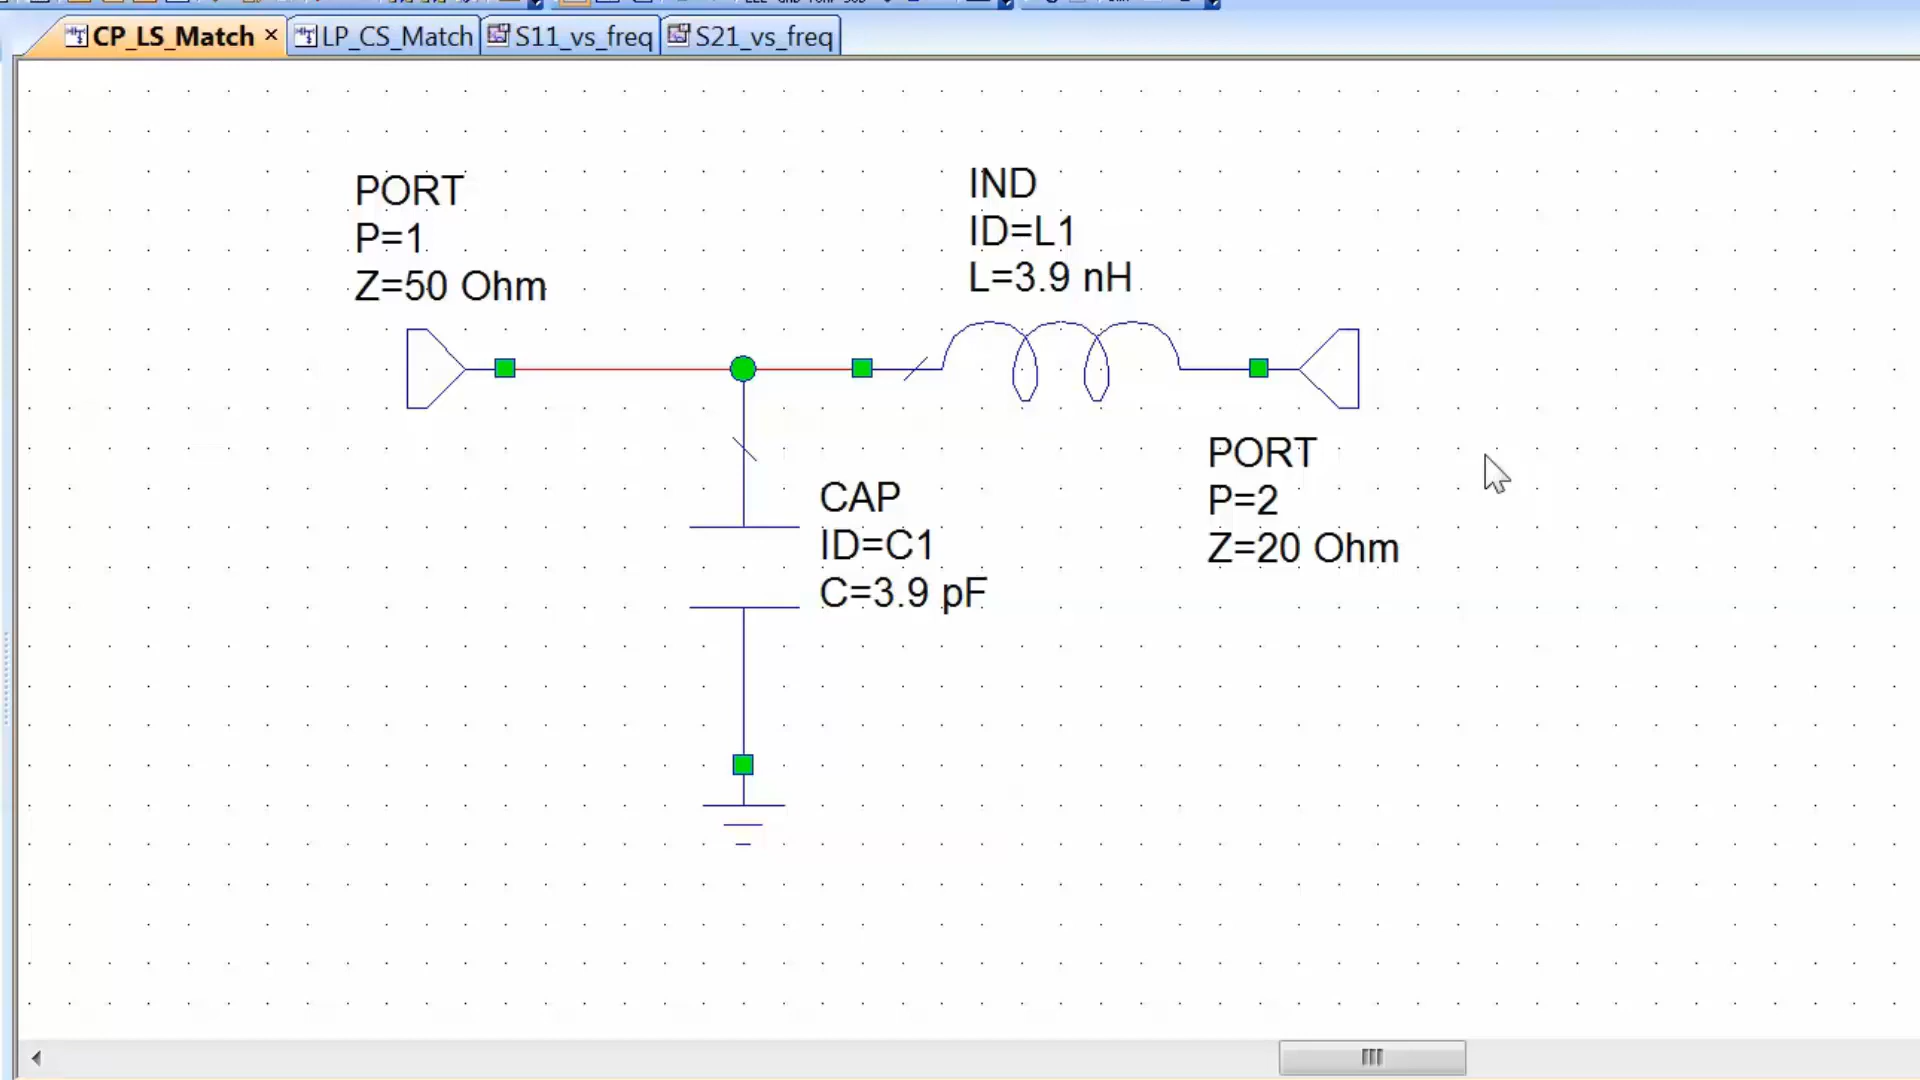 CP_LS_Match
LP_CS_Match
S11_vs_freq
S21_vs_freq
PORT
P=1
Z=50 Ohm
IND
ID=L1
L=3.9 nH
CAP
ID=C1
C=3.9 pF
PORT
P=2
Z=20 Ohm